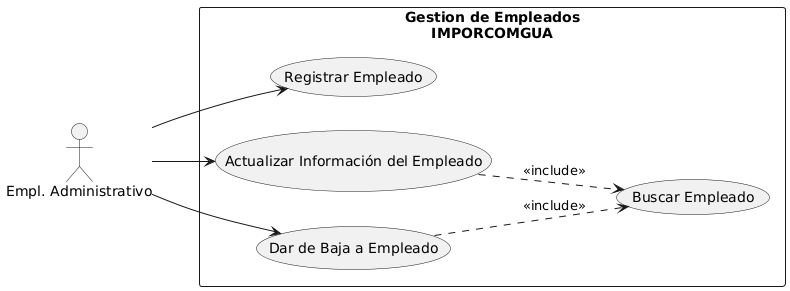 Gestion de Empleados
IMPORCOMGUA
Registrar Empleado
Actualizar Información del Empleado
«include»
Empl. Administrativo
Buscar Empleado
«include»
Dar de Baja a Empleado